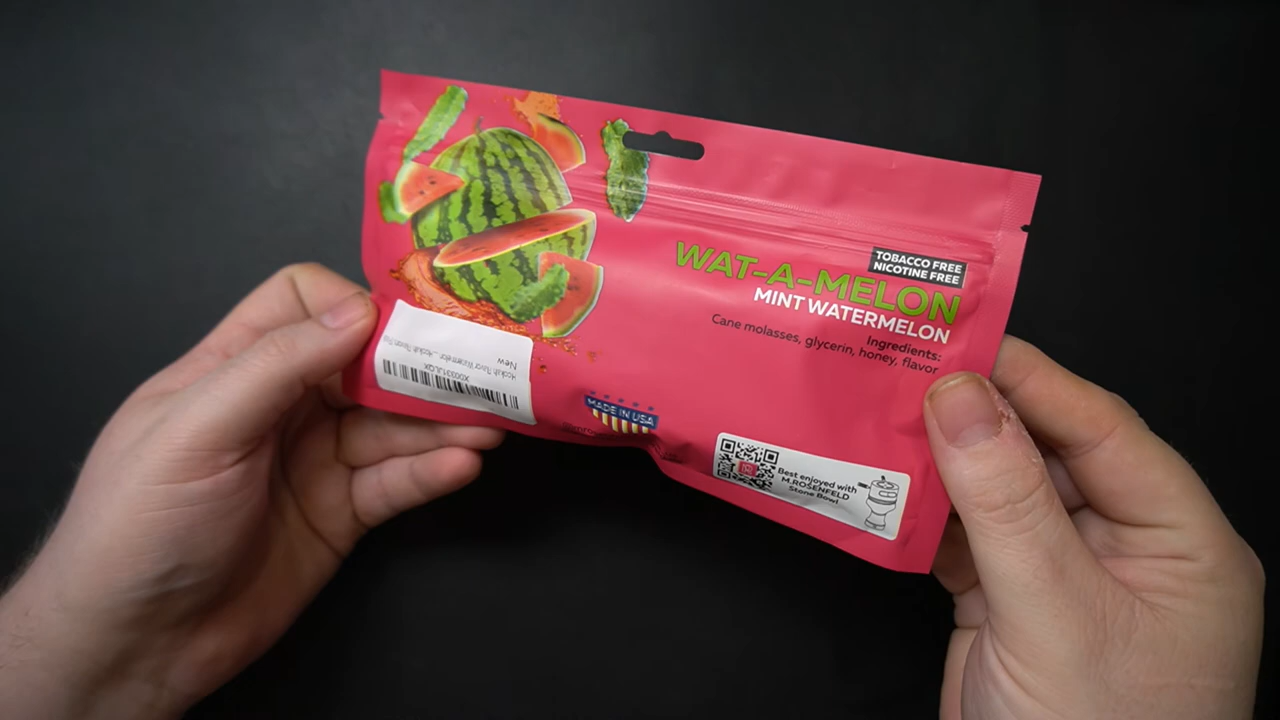 TOBACCO FREE
NICOTINE FREE
WAT-A-MELON
MINT WATERMELON
Ingredients:
Cane molasses, glycerin, honey, flavor
New
X00331JLQX
MADE IN USA
Best enjoyed with
M.ROSENFELD
Stone Bowl